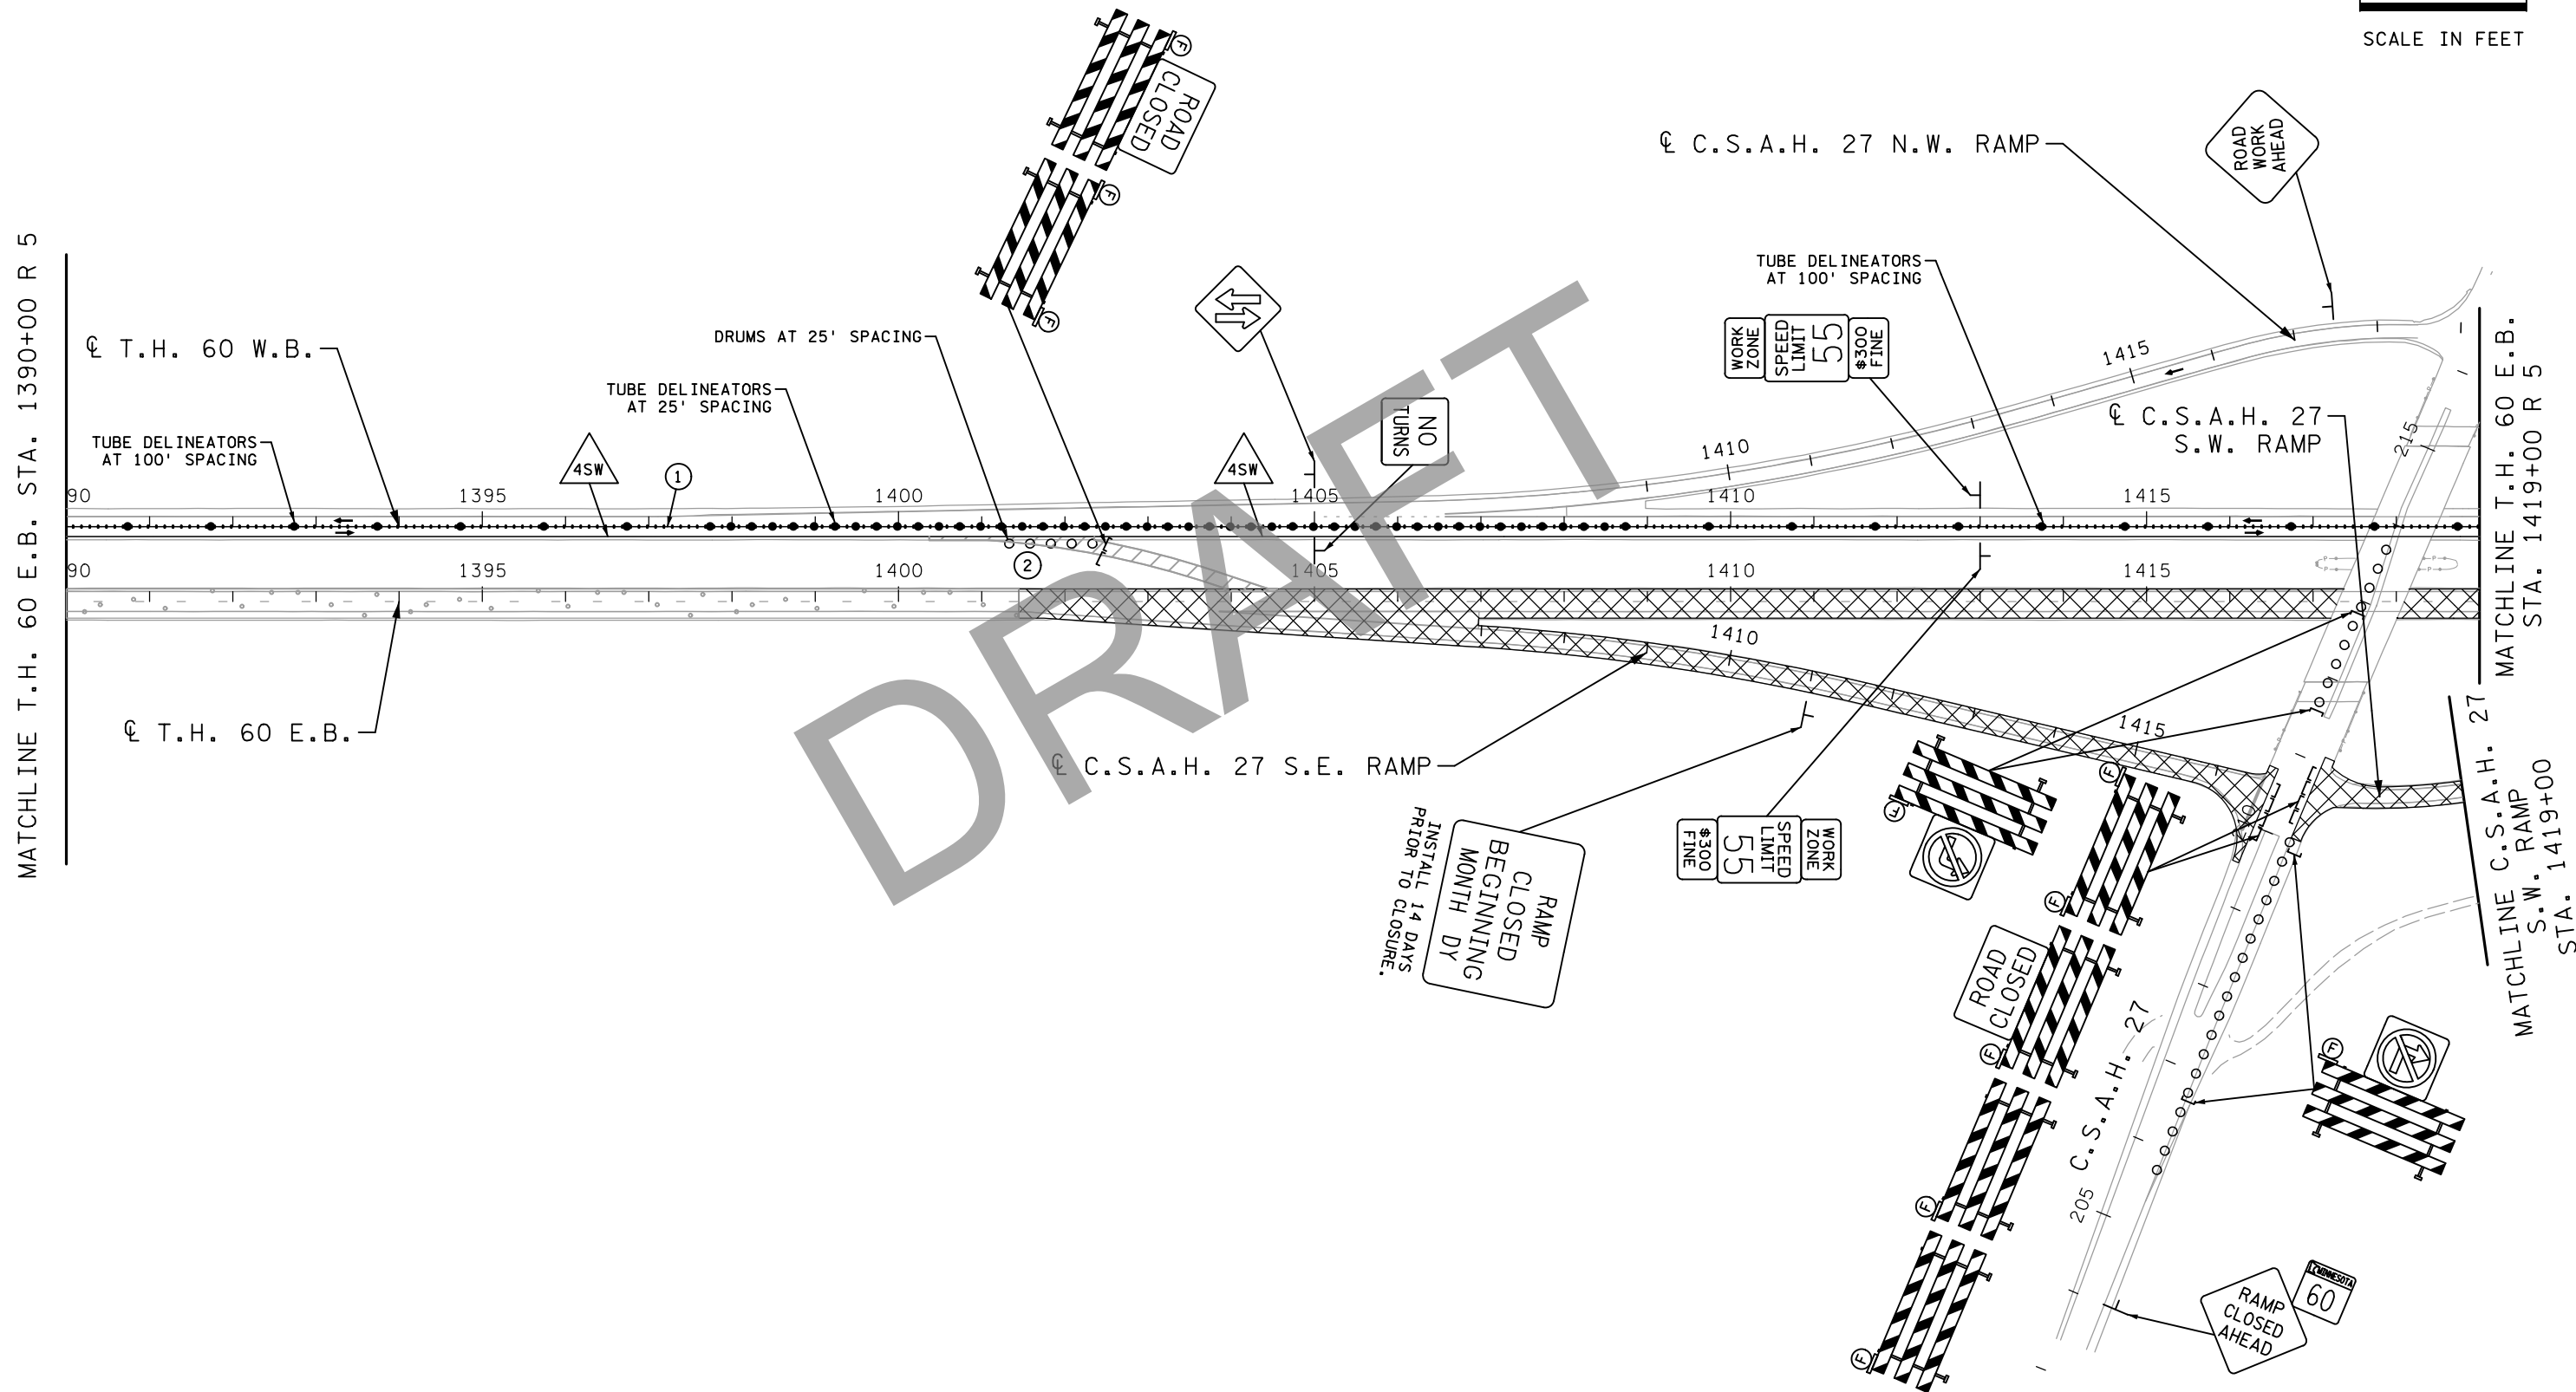 SCALE IN FEET
ROAD
CLOSED
F
F
F
ROAD
WORK
AHEAD
℄ C.S.A.H. 27 N.W. RAMP
TUBE DELINEATORS
AT 100' SPACING
WORK
ZONE
SPEED
LIMIT
55
$300
FINE
1415
℄ C.S.A.H. 27
S.W. RAMP
215
MATCHLINE T.H. 60 E.B. STA. 1390+00 R 5
℄ T.H. 60 W.B.
DRUMS AT 25' SPACING
TUBE DELINEATORS
AT 25' SPACING
TUBE DELINEATORS
AT 100' SPACING
4SW
1
4SW
NO
TURNS
1410
90
1395
1400
1405
1410
1415
2
90
1395
1400
1405
1410
1415
1410
1415
MATCHLINE T.H. 60 E.B.
STA. 1419+00 R 5
℄ T.H. 60 E.B.
℄ C.S.A.H. 27 S.E. RAMP
DRAFT
RAMP
CLOSED
BEGINNING
MONTH DY
INSTALL 14 DAYS
PRIOR TO CLOSURE.
WORK
ZONE
SPEED
LIMIT
55
$300
FINE
F
F
F
ROAD
CLOSED
F
F
F
C.S.A.H. 27
205
MATCHLINE C.S.A.H. 27
S.W. RAMP
STA. 1419+00
F
MINNESOTA
60
RAMP
CLOSED
AHEAD